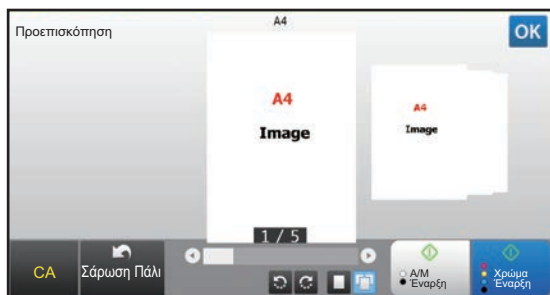 A4
Προεπισκόπηση
OK
A4
Image
A4
Image
1 / 5
CA
Σάρωση Πάλι
Α/Μ
Έναρξη
Χρώμα
Έναρξη